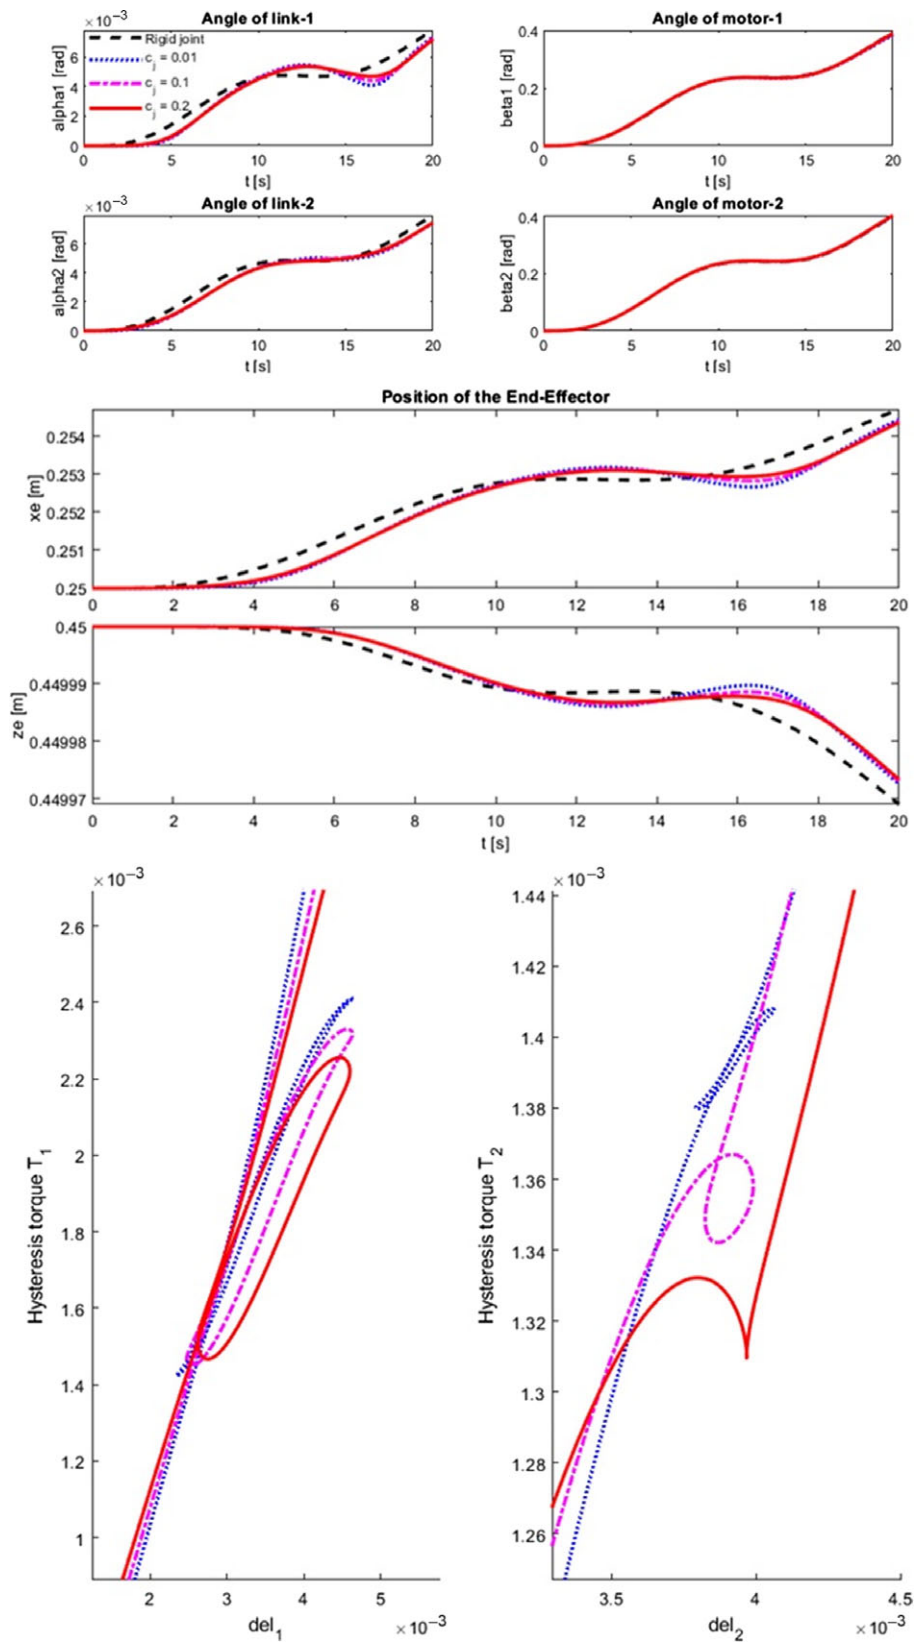 Angle of link-1
×10⁻³
alpha1 [rad]
6
4
2
0
Rigid joint
c_j = 0.01
c_j = 0.1
c_j = 0.2
0 5 10 15 20
t [s]
Angle of motor-1
beta1 [rad]
0.4
0.2
0
0 5 10 15 20
t [s]
Angle of link-2
×10⁻³
alpha2 [rad]
6
4
2
0
0 5 10 15 20
t [s]
Angle of motor-2
beta2 [rad]
0.4
0.2
0
0 5 10 15 20
t [s]
Position of the End-Effector
xe [m]
0.254
0.253
0.252
0.251
0.25
0 2 4 6 8 10 12 14 16 18 20
ze [m]
0.45
0.44999
0.44998
0.44997
0 2 4 6 8 10 12 14 16 18 20
t [s]
×10⁻³
Hysteresis torque T₁
2.6
2.4
2.2
2
1.8
1.6
1.4
1.2
1
2 3 4 5
del₁
×10⁻³
×10⁻³
Hysteresis torque T₂
1.44
1.42
1.4
1.38
1.36
1.34
1.32
1.3
1.28
1.26
3.5 4 4.5
del₂
×10⁻³